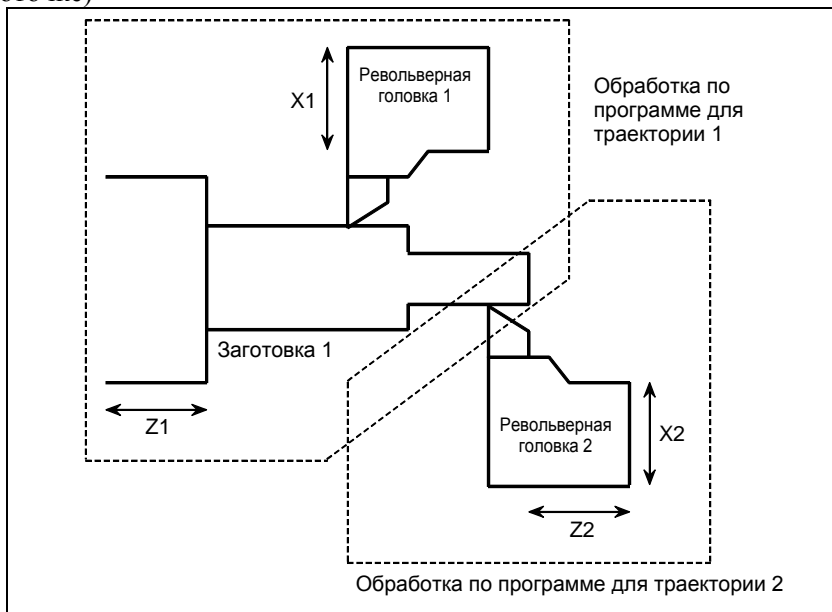 Револьверная
головка 1
X1
Обработка по
программе для
траектории 1
Заготовка 1
Z1
Револьверная
головка 2
X2
Z2
Обработка по программе для траектории 2